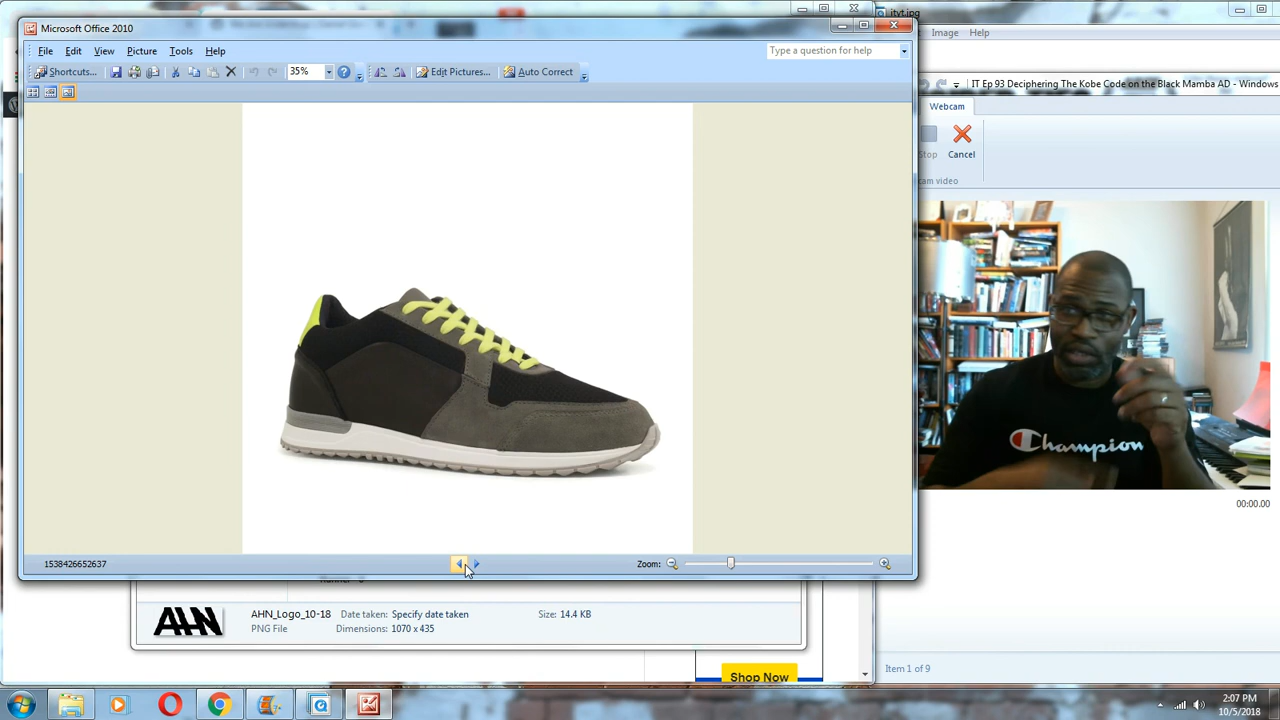 Microsoft Office 2010
File Edit View Picture Tools Help
Type a question for help
Shortcuts...
35%
Edit Pictures...
Auto Correct
1538426652637
Zoom:
Image Help
IT Ep 93 Deciphering The Kobe Code on the Black Mamba AD - Windows
Webcam
Stop
Cancel
cam video
Champion
00:00.00
Item 1 of 9
AHN
AHN_Logo_10-18 Date taken: Specify date taken Size: 14.4 KB
PNG File Dimensions: 1070 x 435
Shop Now
2:07 PM
10/5/2018